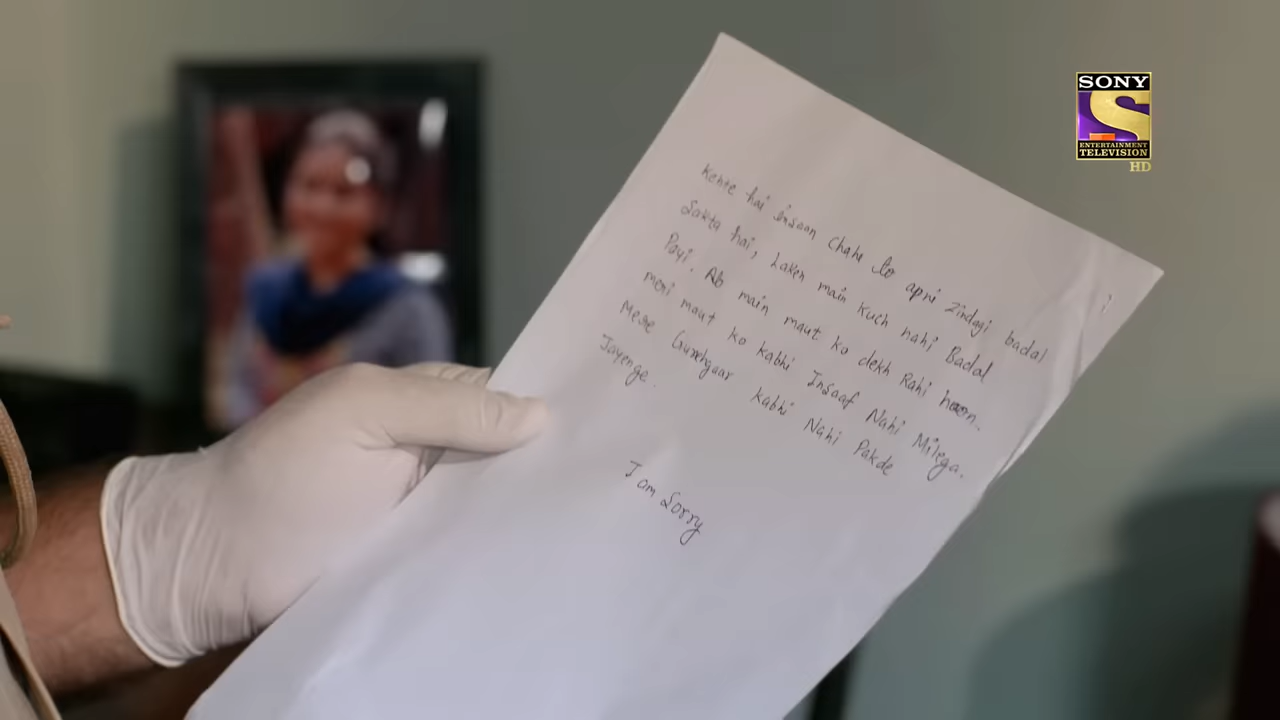 SONY
ENTERTAINMENT
TELEVISION
HD
Kehte hai insaan chahe to apni zindagi badal
Sakta hai, Laken main kuch nahi Badal
Payi. Ab main maut ko dekh Rahi hoon.
meri maut ko kabhi Insaaf Nahi Milega.
Mere Gunehgaar kabhi Nahi Pakde
Jayenge.
I am Sorry